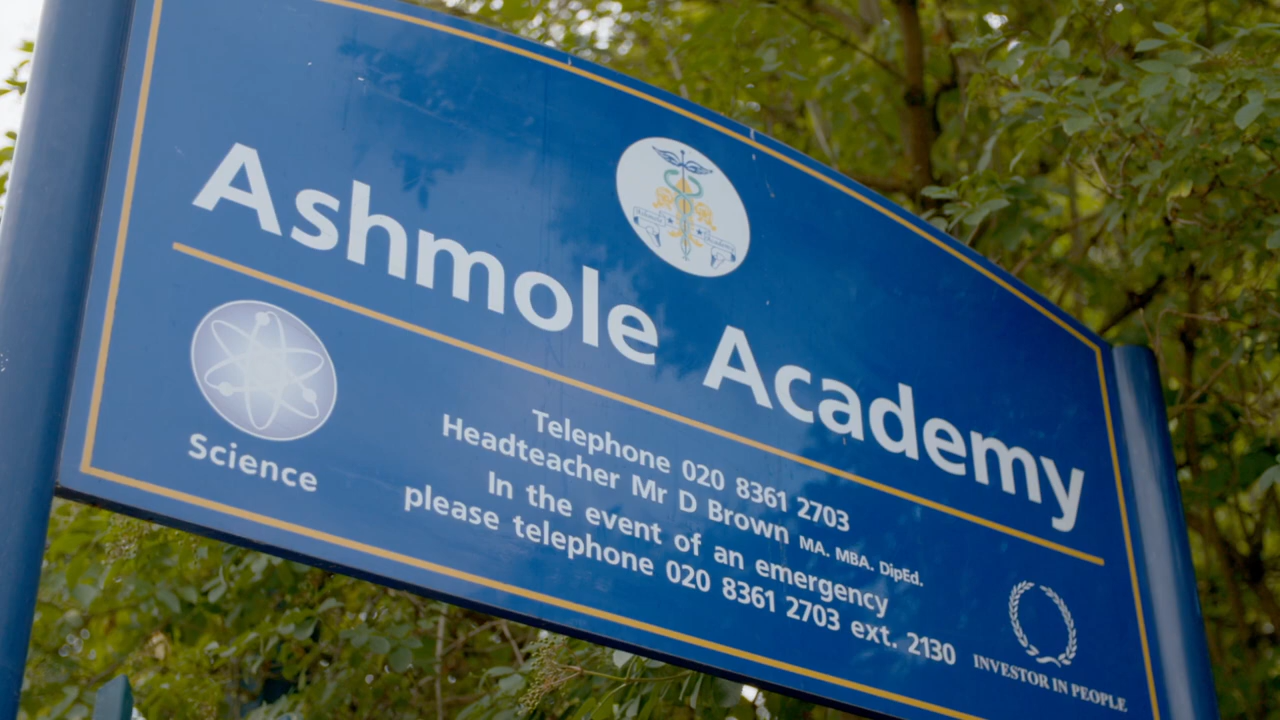 Ashmole Academy
Science
Telephone 020 8361 2703
Headteacher Mr D Brown MA. MBA. DipEd.
In the event of an emergency
please telephone 020 8361 2703 ext. 2130
INVESTOR IN PEOPLE